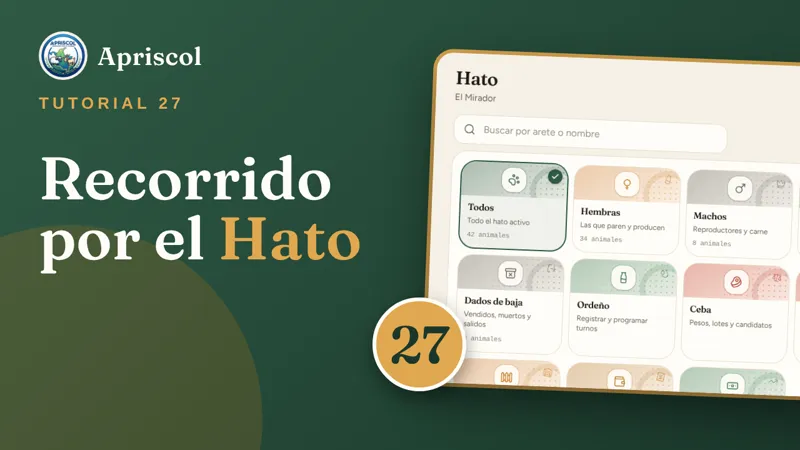 APRISCOL
Apriscol
TUTORIAL 27
Recorrido
por el Hato
27
Hato
El Mirador
Buscar por arete o nombre
Todos
Todo el hato activo
42 animales
Hembras
Las que paren y producen
34 animales
Machos
Reproductores y carne
8 animales
Dados de baja
Vendidos, muertos y
salidos
animales
Ordeño
Registrar y programar
turnos
Ceba
Pesos, lotes y candidatos